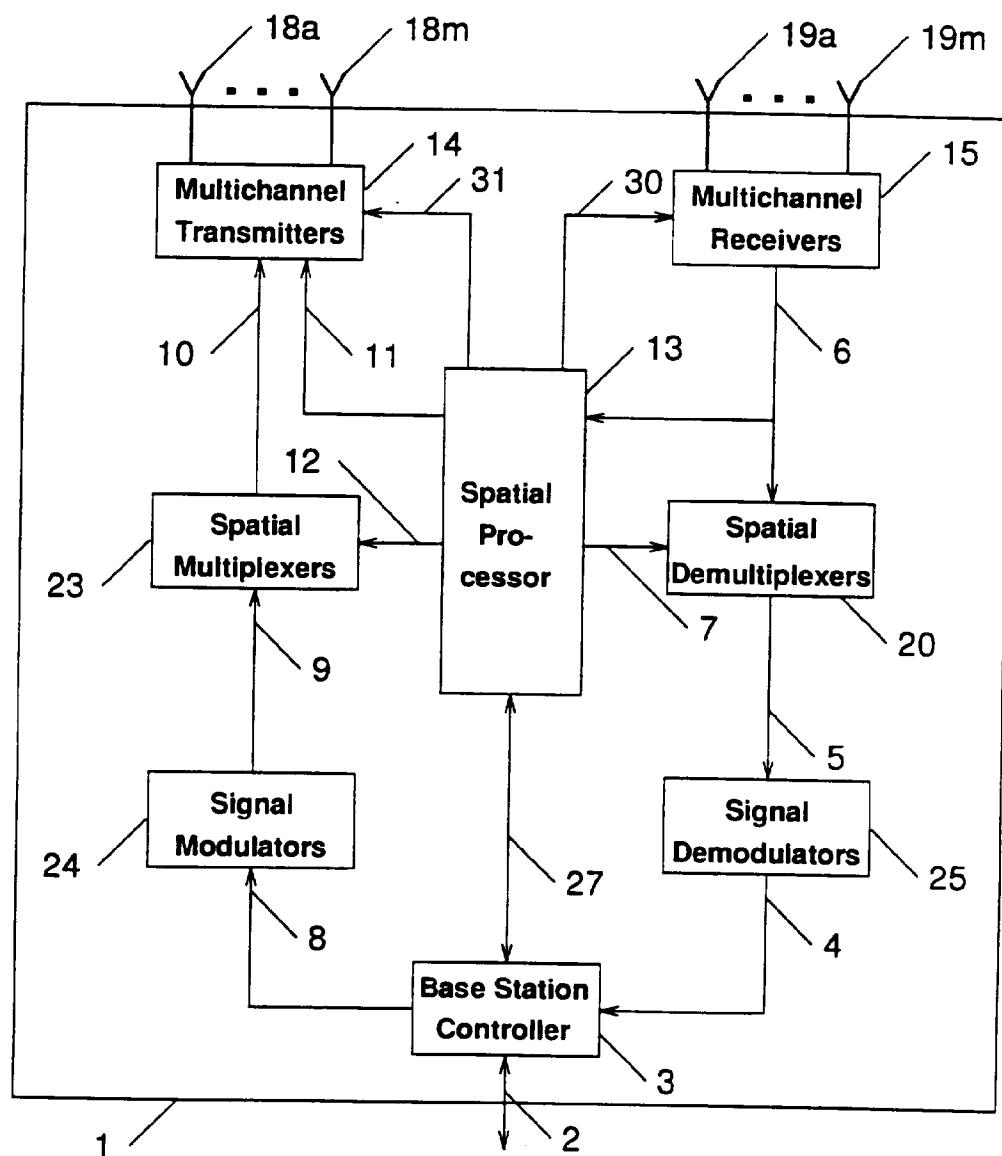 18a 18m 19a 19m
14 15
31 30
Multichannel
Transmitters
Multichannel
Receivers
10 11 13 6
12
Spatial
Pro-
cessor
Spatial
Multiplexers
Spatial
Demultiplexers
23 7 20
9 5
Signal
Modulators
Signal
Demodulators
24 27 25
8 4
Base Station
Controller
3
1 2